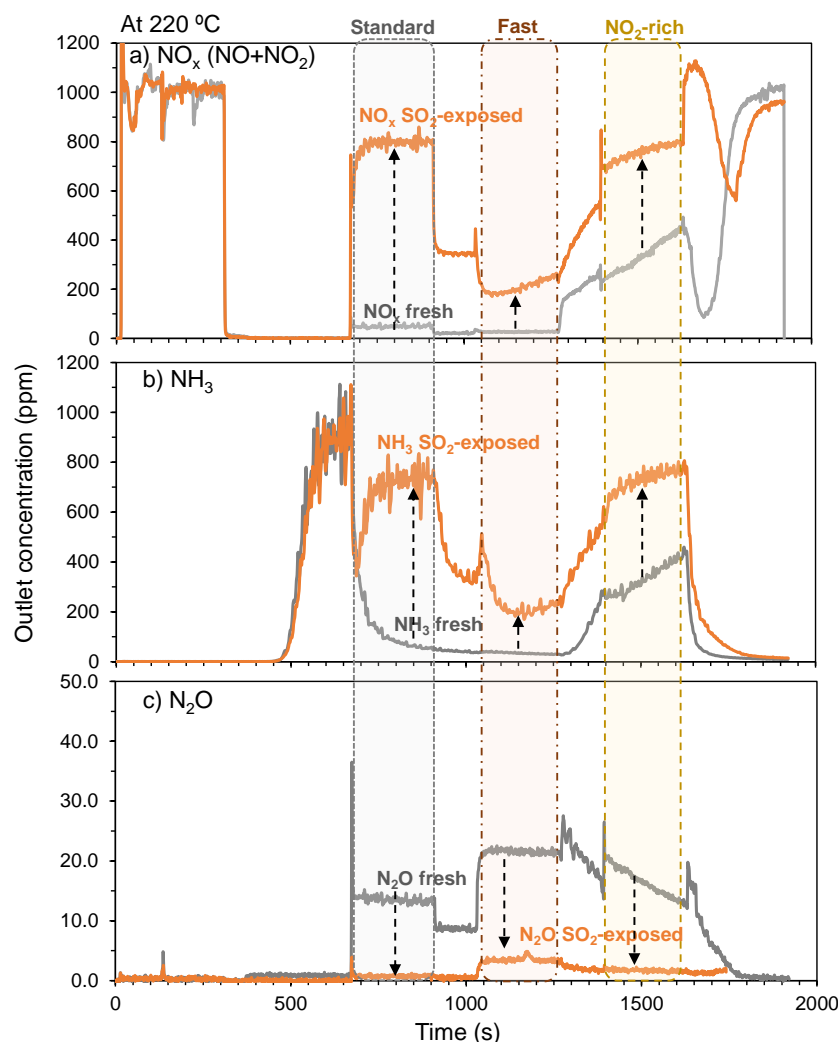 At 220 ºC
Standard
Fast
NO₂-rich
a) NOₓ (NO+NO₂)
NOₓ SO₂-exposed
NOₓ fresh
1200
1000
800
600
400
200
0
b) NH₃
NH₃ SO₂-exposed
NH₃ fresh
1200
1000
800
600
400
200
0
Outlet concentration (ppm)
c) N₂O
N₂O fresh
N₂O SO₂-exposed
50.0
40.0
30.0
20.0
10.0
0.0
0
500
1000
1500
2000
Time (s)